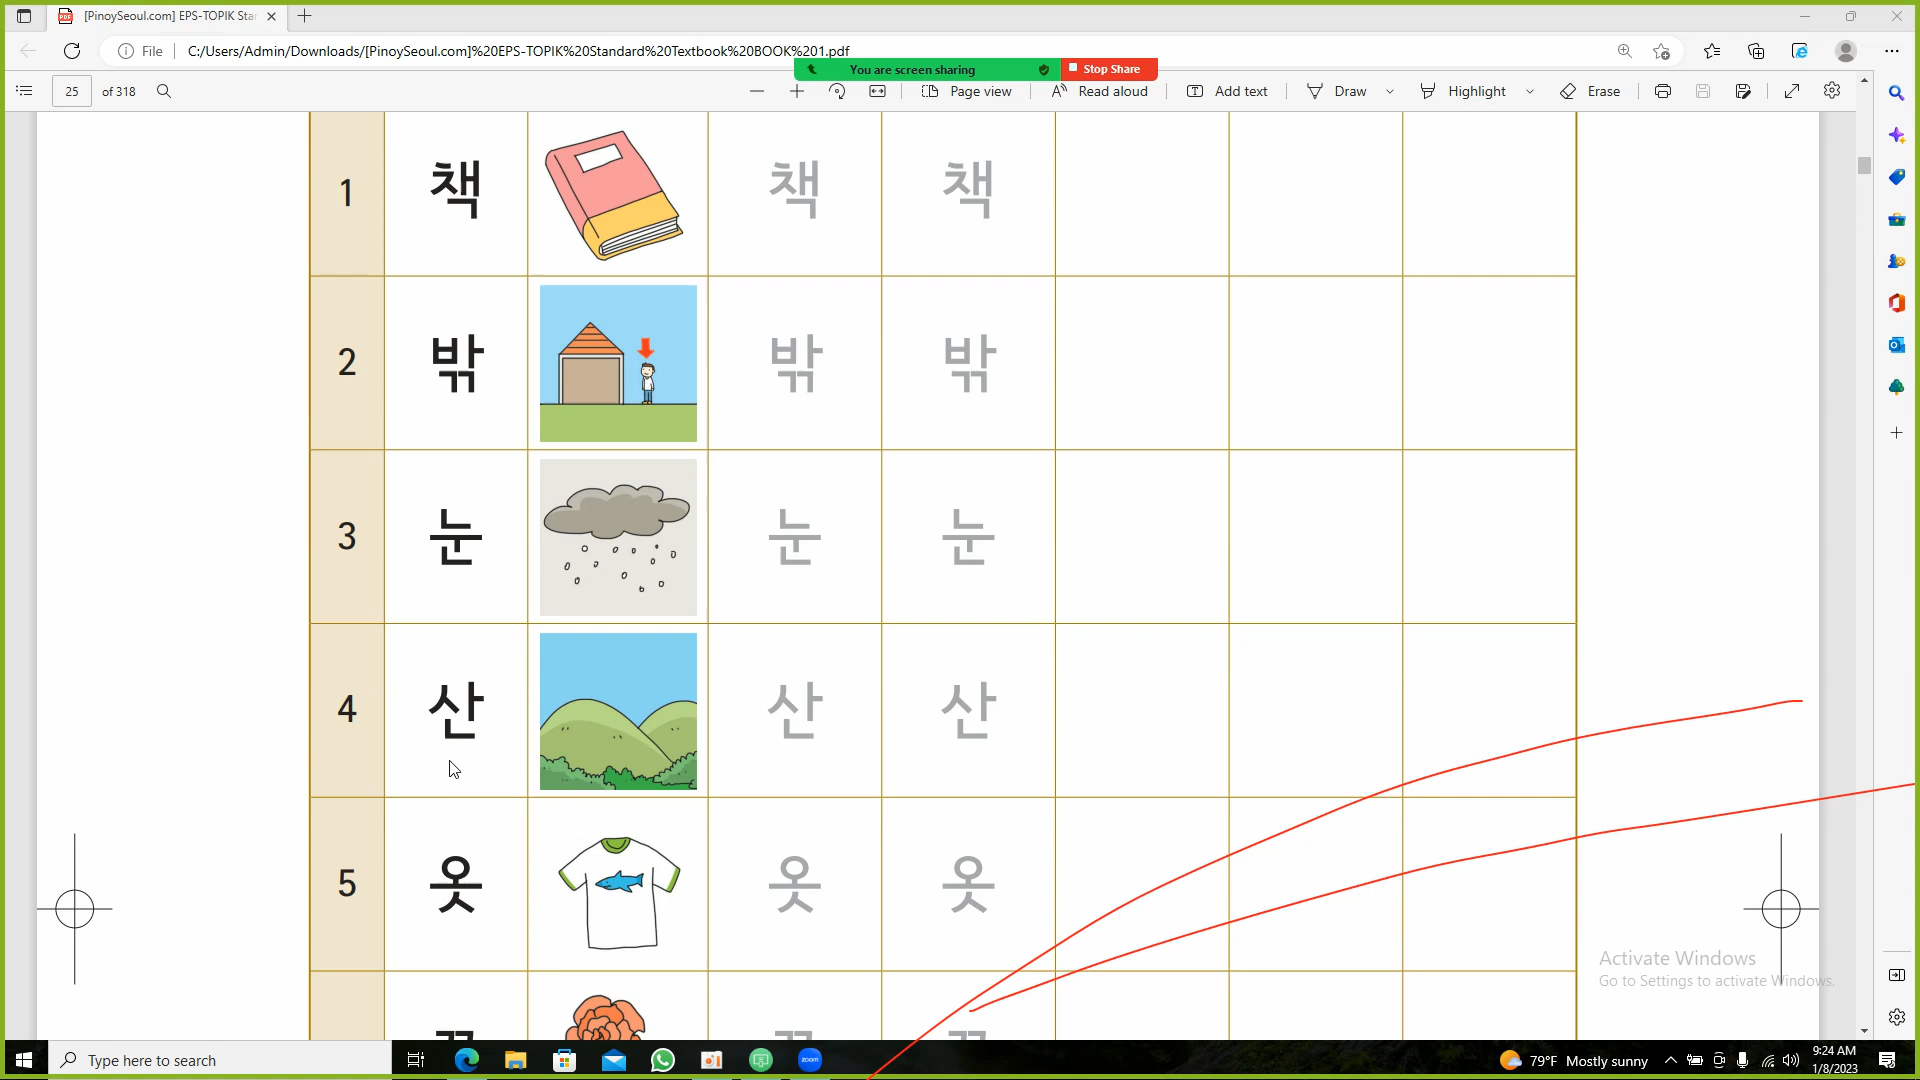 [PinoySeoul.com] EPS-TOPIK Sta
File C:/Users/Admin/Downloads/[PinoySeoul.com]%20EPS-TOPIK%20Standard%20Textbook%20BOOK%201.pdf
You are screen sharing Stop Share
25 of 318 Page view Read aloud Add text Draw Highlight Erase
1 책 책 책
2 밖 밖 밖
3 눈 눈 눈
4 산 산 산
5 옷 옷 옷
Activate Windows
Go to Settings to activate Windows.
Type here to search zoom 79°F Mostly sunny 9:24 AM
1/8/2023